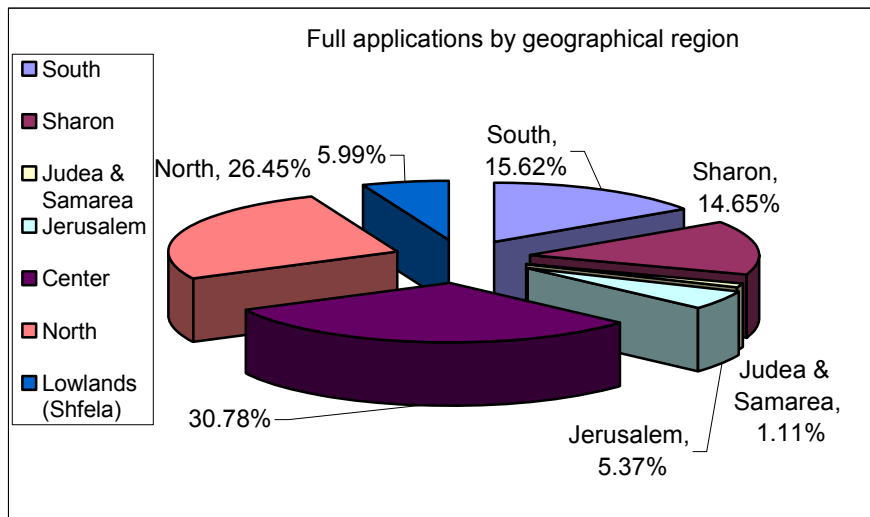 Full applications by geographical region
South
Sharon
Judea &
Samarea
Jerusalem
Center
North
Lowlands
(Shfela)
North, 26.45%
5.99%
South,
15.62%
Sharon,
14.65%
Judea &
Samarea,
1.11%
Jerusalem,
5.37%
30.78%